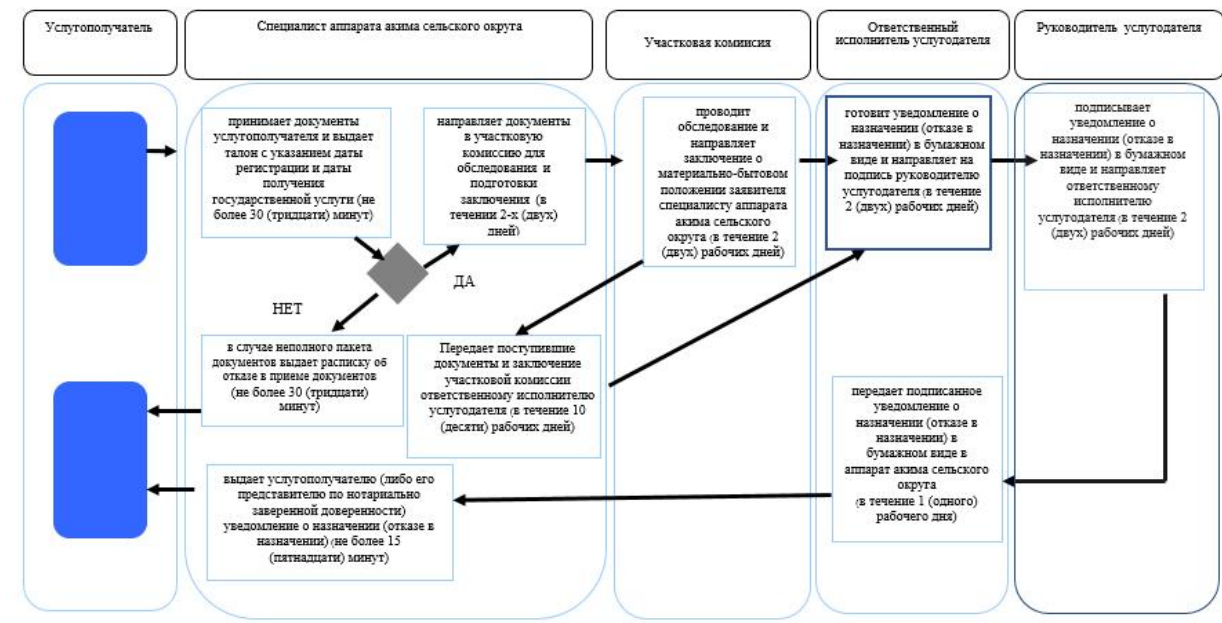 Услугополучатель
Специалист аппарата акима сельского округа
Участковая комиисия
Ответственный
исполнитель услугодателя
Руководитель услугодателя
принимает документы
услугополучателя и выдает
талон с указанием даты
регистрации и даты
получения
государственной услуги (не
более 30 (тридцати) минут)
направляет документы
в участковую
комиссию для
обследования и
подготовки
заключения (в
течении 2-х (двух)
дней)
проводит
обследование и
направляет
заключение о
материально-бытовом
положении заявителя
специалисту аппарата
акима сельского
округа (в течение 2
(двух) рабочих дней)
готовит уведомление о
назначении (отказе в
назначении) в бумажном
виде и направляет на
подпись руководителю
услугодателя (в течение
2 (двух) рабочих дней)
подписывает
уведомление о
назначении (отказе в
назначении) в бумажном
виде и направляет
ответственному
исполнителю
услугодателя (в течение 2
(двух) рабочих дней)
ДА
НЕТ
в случае неполного пакета
документов выдает расписку об
отказе в приеме документов
(не более 30 (тридцати)
минут)
Передает поступившие
документы и заключение
участковой комиссии
ответственному исполнителю
услугодателя (в течение 10
(десяти) рабочих дней)
передает подписанное
уведомление о
назначении (отказе в
назначении) в
бумажном виде в
аппарат акима сельского
округа
(в течение 1 (одного)
рабочего дня)
выдает услугополучателю (либо его
представителю по нотариально
заверенной доверенности)
уведомление о назначении (отказе в
назначении) (не более 15
(пятнадцати) минут)